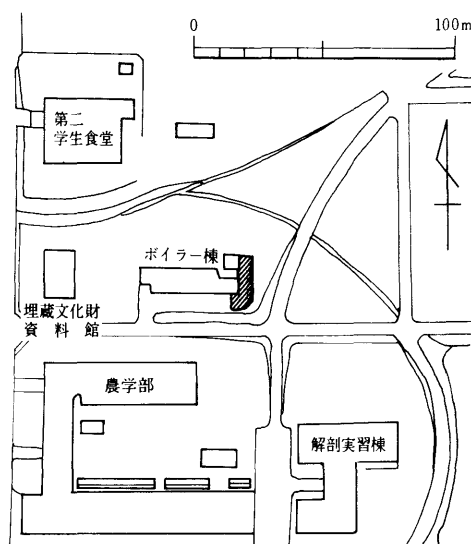 0 100m
第二
学生食堂
ボイラー棟
埋蔵文化財
資料館
農学部
解剖実習棟